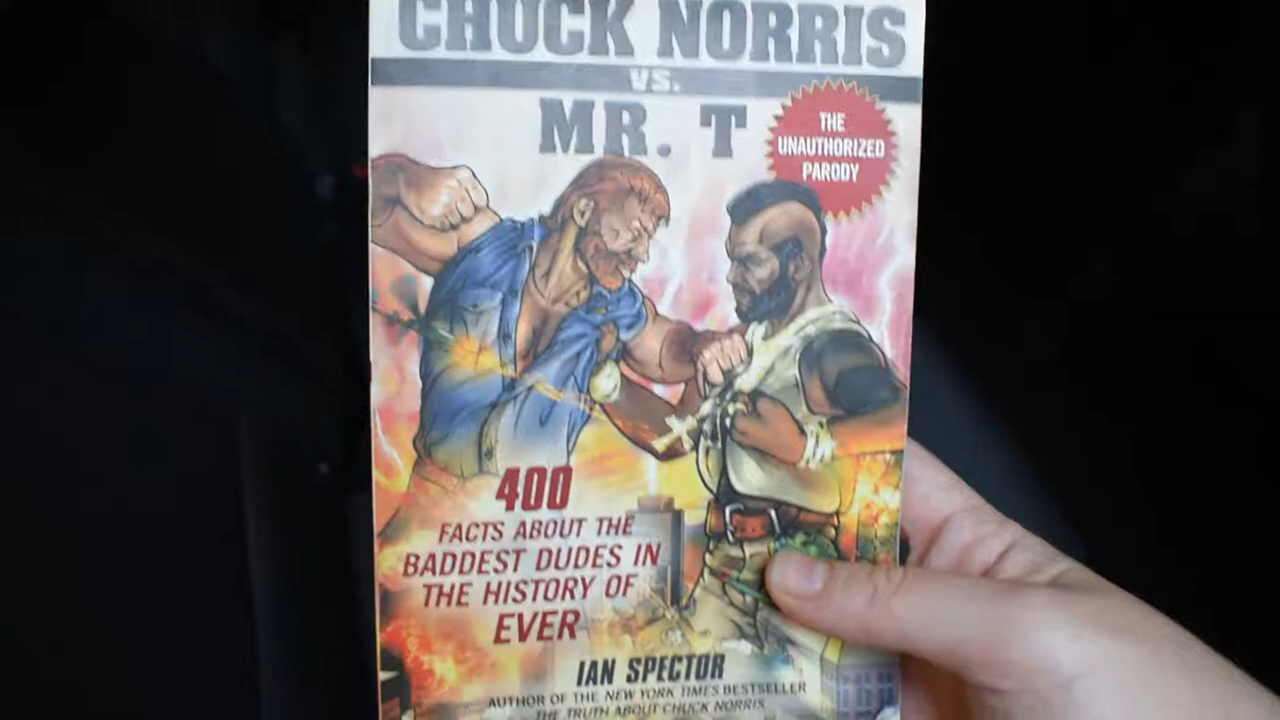 CHUCK NORRIS
VS.
MR. T
THE
UNAUTHORIZED
PARODY
400
FACTS ABOUT THE
BADDEST DUDES IN
THE HISTORY OF
EVER
IAN SPECTOR
AUTHOR OF THE NEW YORK TIMES BESTSELLER
THE TRUTH ABOUT CHUCK NORRIS